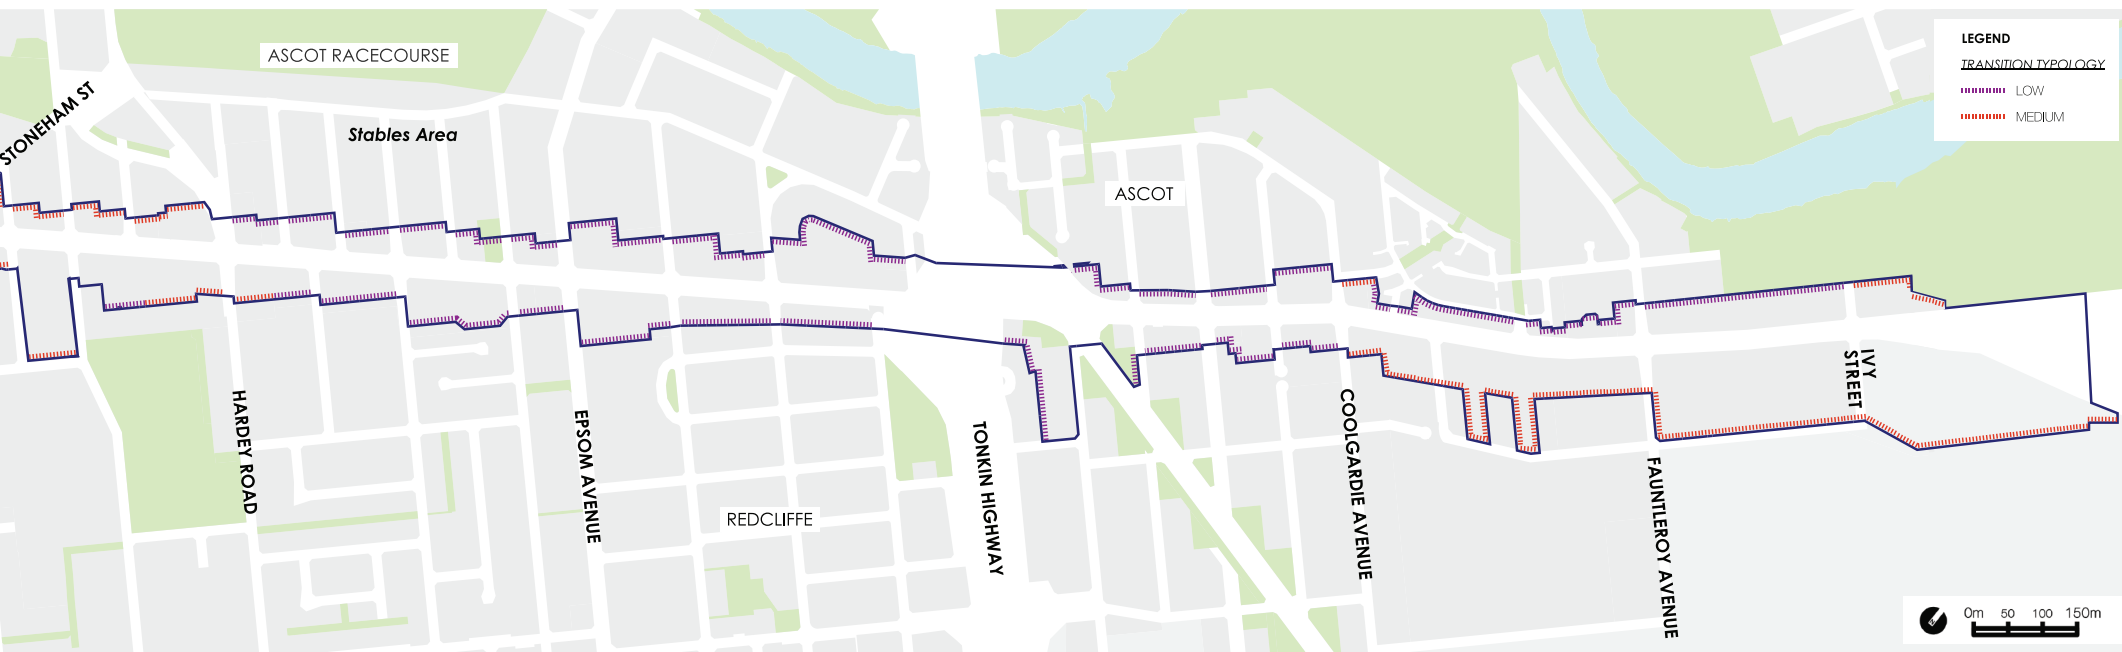 LEGEND
TRANSITION TYPOLOGY
LOW
MEDIUM
ASCOT RACECOURSE
STONEHAM ST
Stables Area
ASCOT
HARDEY ROAD
EPSOM AVENUE
TONKIN HIGHWAY
COOLGARDIE AVENUE
FAUNTLEROY AVENUE
IVY
STREET
REDCLIFFE
0m 50 100 150m